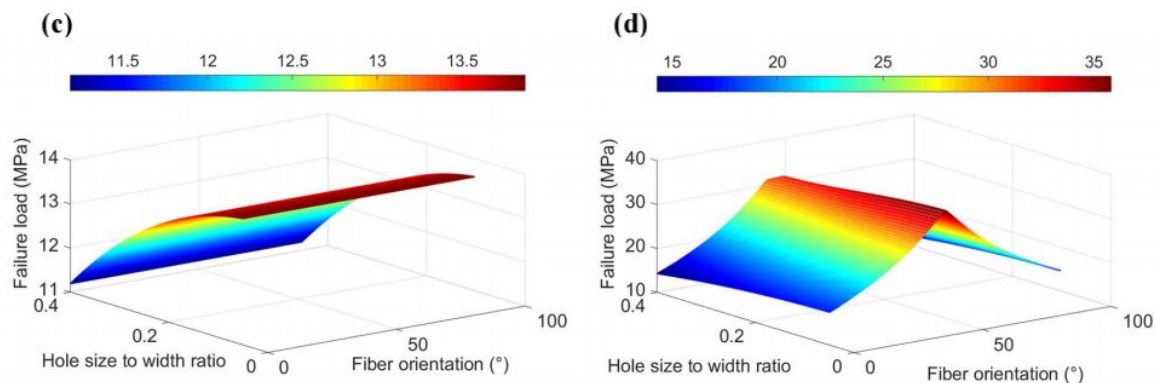 (c)
11.5 12 12.5 13 13.5
14
13
12
11
Failure load (MPa)
0.4
0.2
0
Hole size to width ratio
0
50
100
Fiber orientation (°)
(d)
15 20 25 30 35
40
30
20
10
Failure load (MPa)
0.4
0.2
0
Hole size to width ratio
0
50
100
Fiber orientation (°)